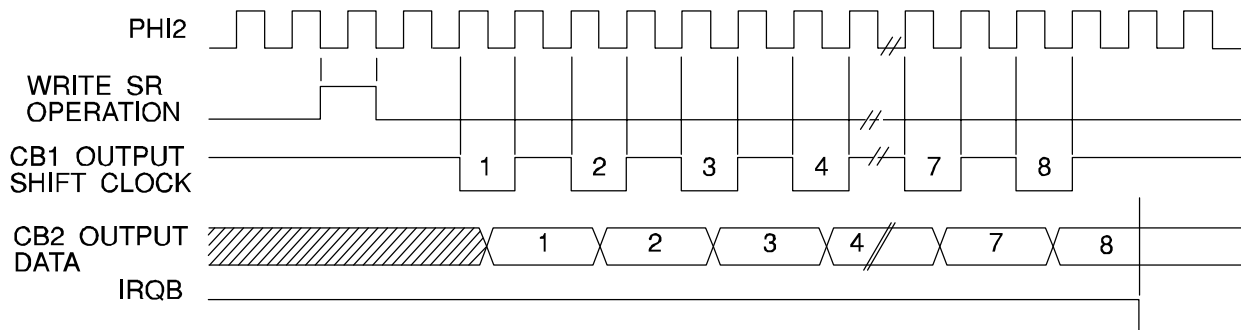 PHI2
WRITE SR
OPERATION
CB1 OUTPUT
SHIFT CLOCK
1 2 3 4 7 8
CB2 OUTPUT
DATA
1 2 3 4 7 8
IRQB